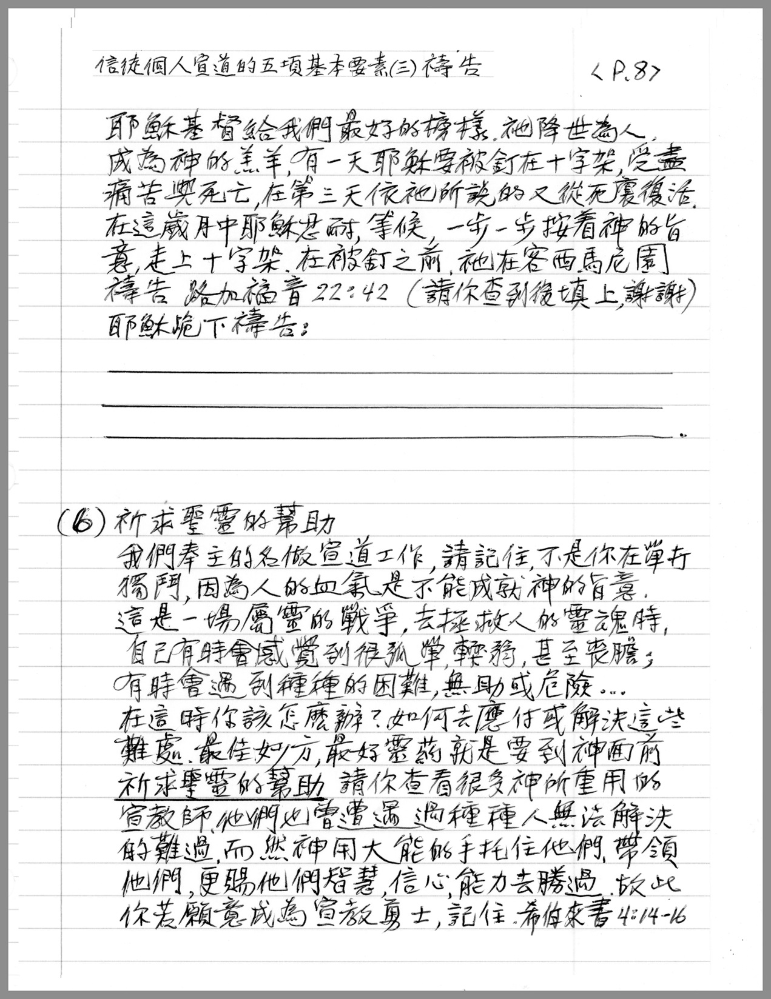 信徒個人宣道的五項基本要素(三)禱告 <P.8>
耶穌基督給我們最好的榜樣.祂降世為人,
成為神的羔羊,有一天耶穌要被釘在十字架,受盡
痛苦與死亡,在第三天依祂所說的又從死裏復活.
在這歲月中耶穌忍耐,等候,一步一步按着神的旨
意,走上十字架.在被釘之前,祂在客西馬尼園
禱告 路加福音22:42 (請你查到後填上,謝謝)
耶穌跪下禱告:
(6) 祈求聖靈的幫助
我們奉主的名做宣道工作,請記住,不是你在單打
獨鬥,因為人的血氣是不能成就神的旨意.
這是一場屬靈的戰爭,去拯救人的靈魂時,
自己有時會感覺到很孤單,軟弱,甚至喪膽;
有時會遇到種種的困難,無助或危險...
在這時你該怎麼辦?如何去應付或解決這些
難處.最佳妙方,最好靈葯就是要到神面前
祈求聖靈的幫助 請你查看很多神所重用的
宣教師,他們也曾遭遇過種種人無法解決
的難過,而然神用大能的手托住他們,帶領
他們,更賜他們智慧,信心,能力去勝過.故此
你若願意成為宣教勇士,記住.希伯來書4:14-16